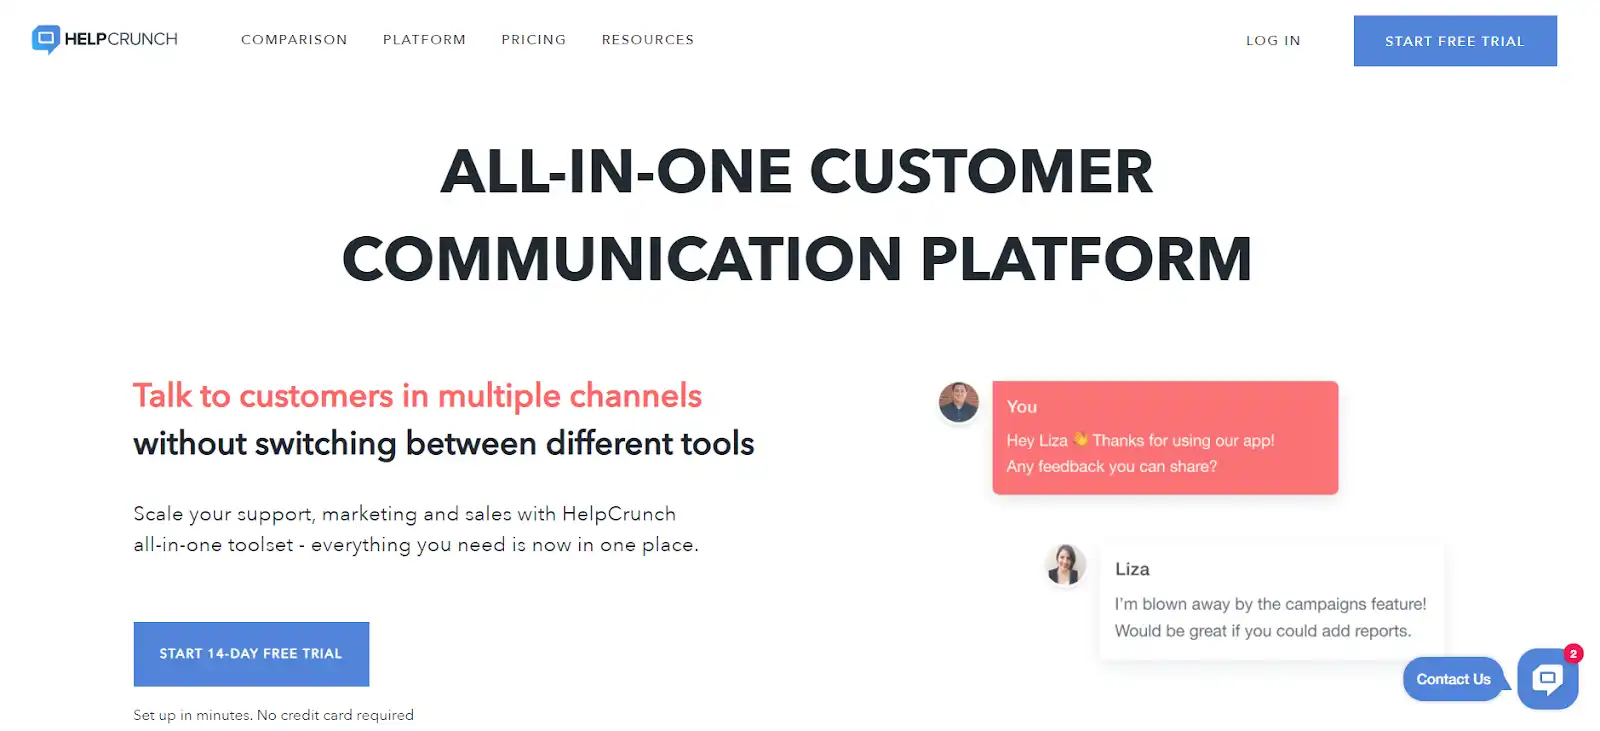 HELPCRUNCH
COMPARISON
PLATFORM
PRICING
RESOURCES
LOG IN
START FREE TRIAL
ALL-IN-ONE CUSTOMER
COMMUNICATION PLATFORM
Talk to customers in multiple channels
without switching between different tools
Scale your support, marketing and sales with HelpCrunch
all-in-one toolset - everything you need is now in one place.
START 14-DAY FREE TRIAL
Set up in minutes. No credit card required
You
Hey Liza 👋 Thanks for using our app!
Any feedback you can share?
Liza
I'm blown away by the campaigns feature!
Would be great if you could add reports.
Contact Us
2